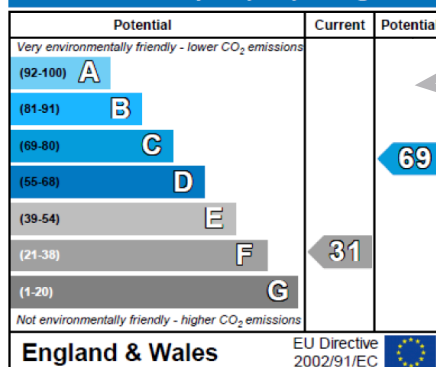 Potential Current Potential
Very environmentally friendly - lower CO₂ emissions
(92-100) A
(81-91) B
(69-80) C
69
(55-68) D
(39-54) E
(21-38) F
31
(1-20) G
Not environmentally friendly - higher CO₂ emissions
England & Wales
EU Directive
2002/91/EC